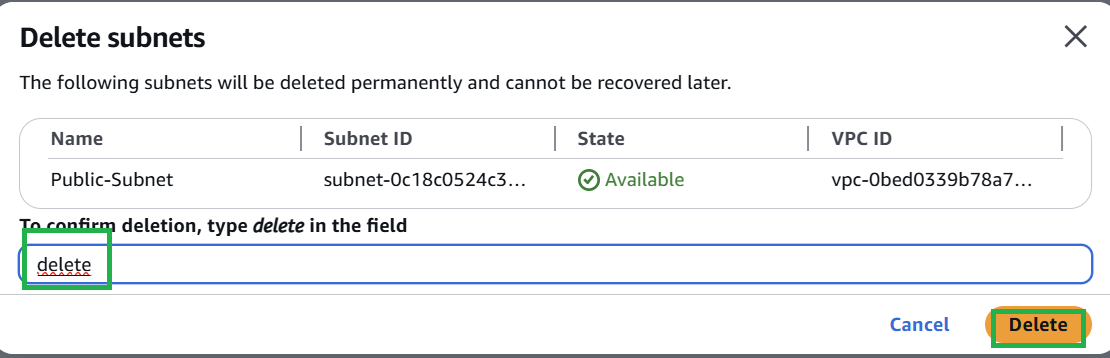 Delete subnets
The following subnets will be deleted permanently and cannot be recovered later.
Name Subnet ID State VPC ID
Public-Subnet subnet-0c18c0524c3... Available vpc-0bed0339b78a7...
To confirm deletion, type delete in the field
delete
Cancel Delete